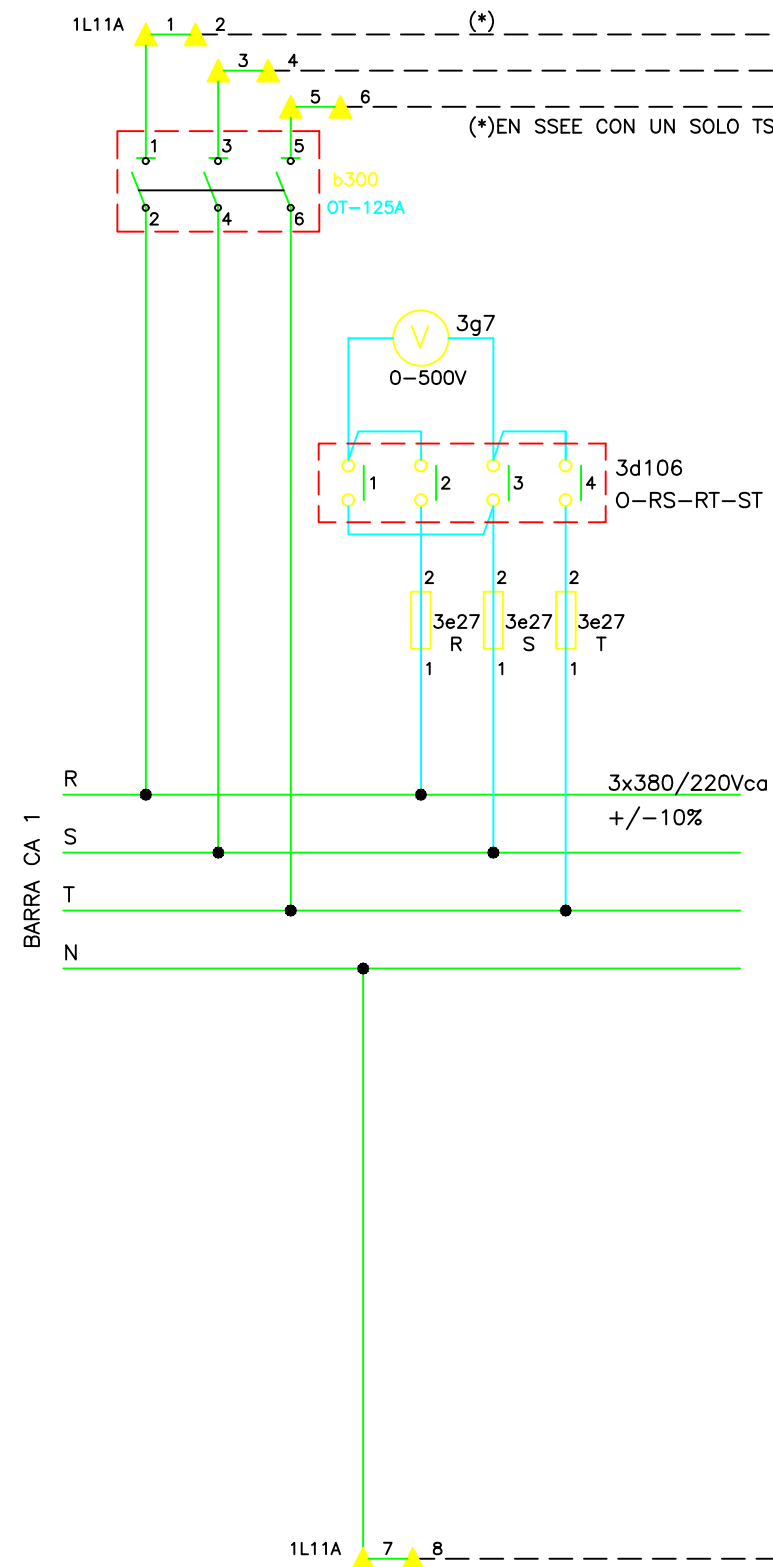 1L11A 1 2 (*)
3 4
5 6
(*)EN SSEE CON UN SOLO TS
1 3 5
b300
OT-125A
2 4 6
V 3g7
0-500V
3d106
1 2 3 4
O-RS-RT-ST
2 2 2
3e27 3e27 3e27
R S T
1 1 1
R 3x380/220Vca
+/-10%
S
T
N
BARRA CA 1
1L11A 7 8